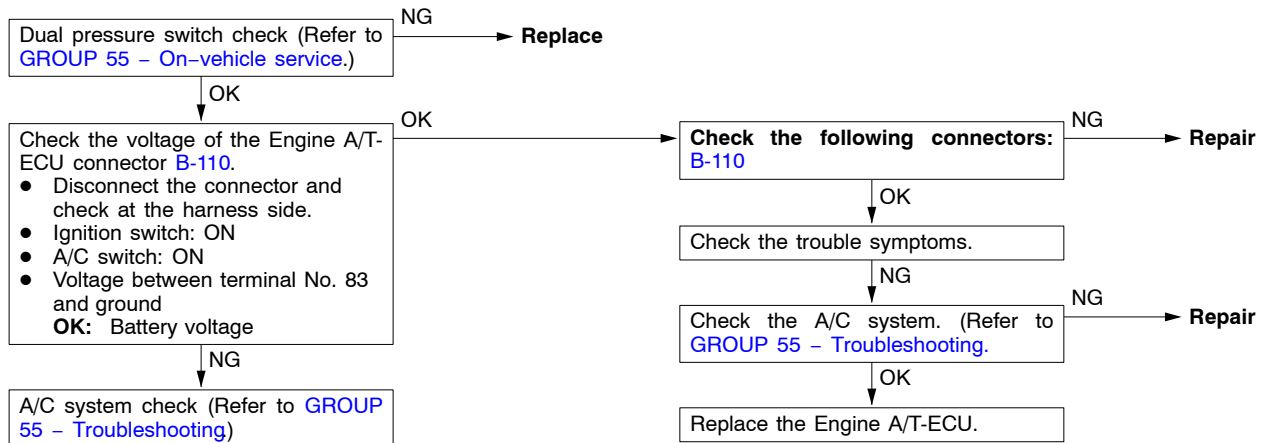 Dual pressure switch check (Refer to
GROUP 55 – On–vehicle service.)
NG
Replace
OK
Check the voltage of the Engine A/T-
ECU connector B-110.
● Disconnect the connector and
check at the harness side.
● Ignition switch: ON
● A/C switch: ON
● Voltage between terminal No. 83
and ground
OK: Battery voltage
NG
A/C system check (Refer to GROUP
55 – Troubleshooting)
OK
Check the following connectors:
B-110
NG
Repair
OK
Check the trouble symptoms.
NG
Check the A/C system. (Refer to
GROUP 55 – Troubleshooting.
NG
Repair
OK
Replace the Engine A/T-ECU.